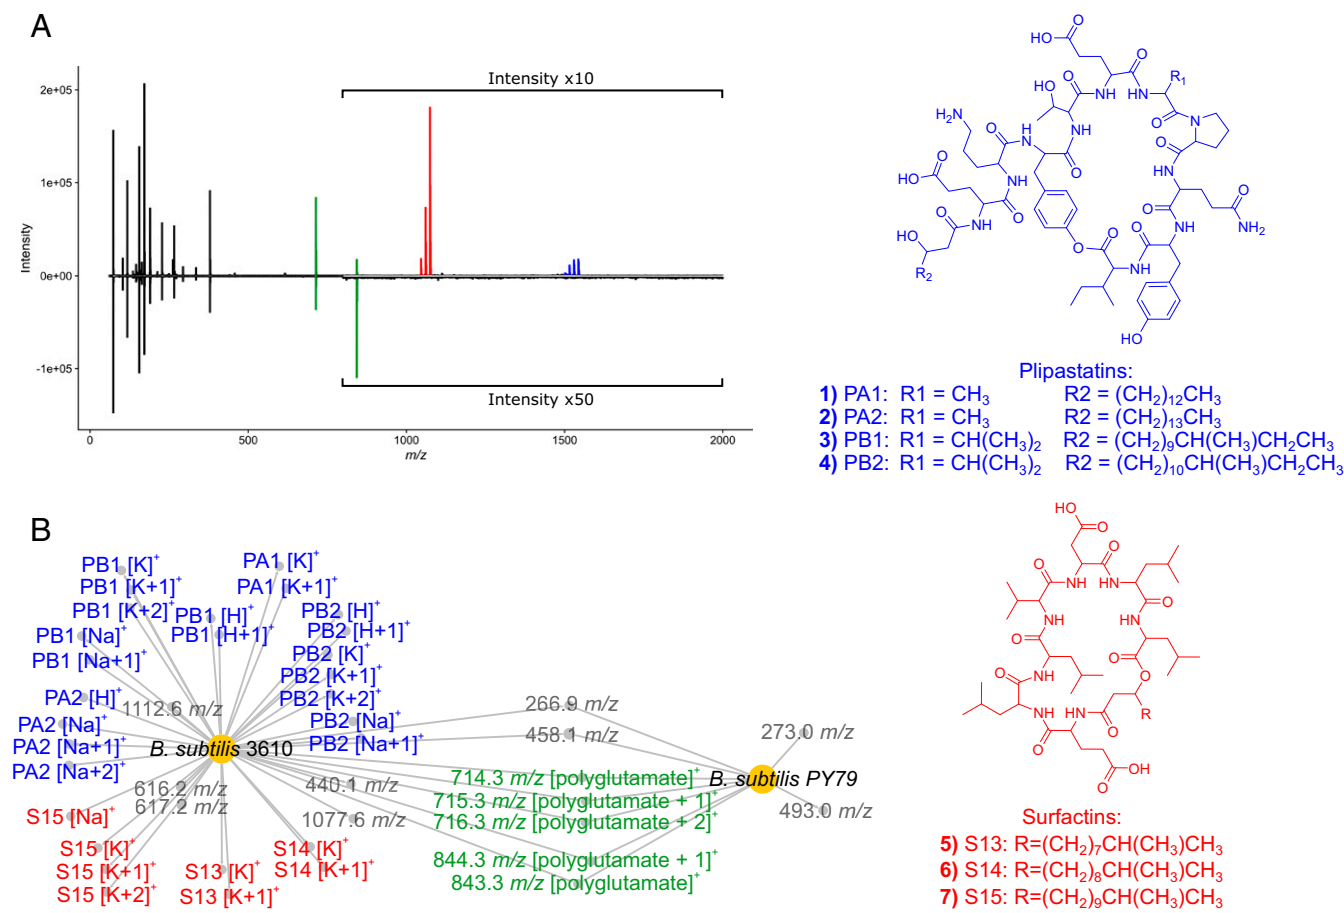 A
Intensity x10
2e+05
1e+05
0e+00
-1e+05
Intensity
Intensity x50
0
500
1000
1500
2000
m/z
O
HO
O
R₁
HO
O
NH
HN
O
H₂N
O
H
N
NH
O
N
O
O
HO
NH
O
O
HN
O
O
NH
O
NH₂
HO
R₂
O
O
NH
O
HN
HO
Plipastatins:
1) PA1: R1 = CH₃ R2 = (CH₂)₁₂CH₃
2) PA2: R1 = CH₃ R2 = (CH₂)₁₃CH₃
3) PB1: R1 = CH(CH₃)₂ R2 = (CH₂)₉CH(CH₃)CH₂CH₃
4) PB2: R1 = CH(CH₃)₂ R2 = (CH₂)₁₀CH(CH₃)CH₂CH₃
B
PB1 [K]⁺
PB1 [K+1]⁺
PB1 [K+2]⁺
PA1 [K]⁺
PA1 [K+1]⁺
PB1 [H]⁺
PB1 [H+1]⁺
PB2 [H]⁺
PB2 [H+1]⁺
PB1 [Na]⁺
PB1 [Na+1]⁺
PB2 [K]⁺
PB2 [K+1]⁺
PB2 [K+2]⁺
PA2 [H]⁺
1112.6 m/z
PA2 [Na]⁺
PA2 [Na+1]⁺
PA2 [Na+2]⁺
PB2 [Na]⁺
PB2 [Na+1]⁺
B. subtilis 3610
266.9 m/z
458.1 m/z
273.0 m/z
B. subtilis PY79
493.0 m/z
714.3 m/z [polyglutamate]⁺
715.3 m/z [polyglutamate + 1]⁺
716.3 m/z [polyglutamate + 2]⁺
844.3 m/z [polyglutamate + 1]⁺
843.3 m/z [polyglutamate]⁺
616.2 m/z
617.2 m/z
440.1 m/z
1077.6 m/z
S15 [Na]⁺
S15 [K]⁺
S15 [K+1]⁺
S15 [K+2]⁺
S13 [K]⁺
S13 [K+1]⁺
S14 [K]⁺
S14 [K+1]⁺
HO
O
O
O
NH
HN
O
NH
HN
O
O
O
NH
O
O
NH
NH
O
R
O
O
OH
Surfactins:
5) S13: R=(CH₂)₇CH(CH₃)CH₃
6) S14: R=(CH₂)₈CH(CH₃)CH₃
7) S15: R=(CH₂)₉CH(CH₃)CH₃